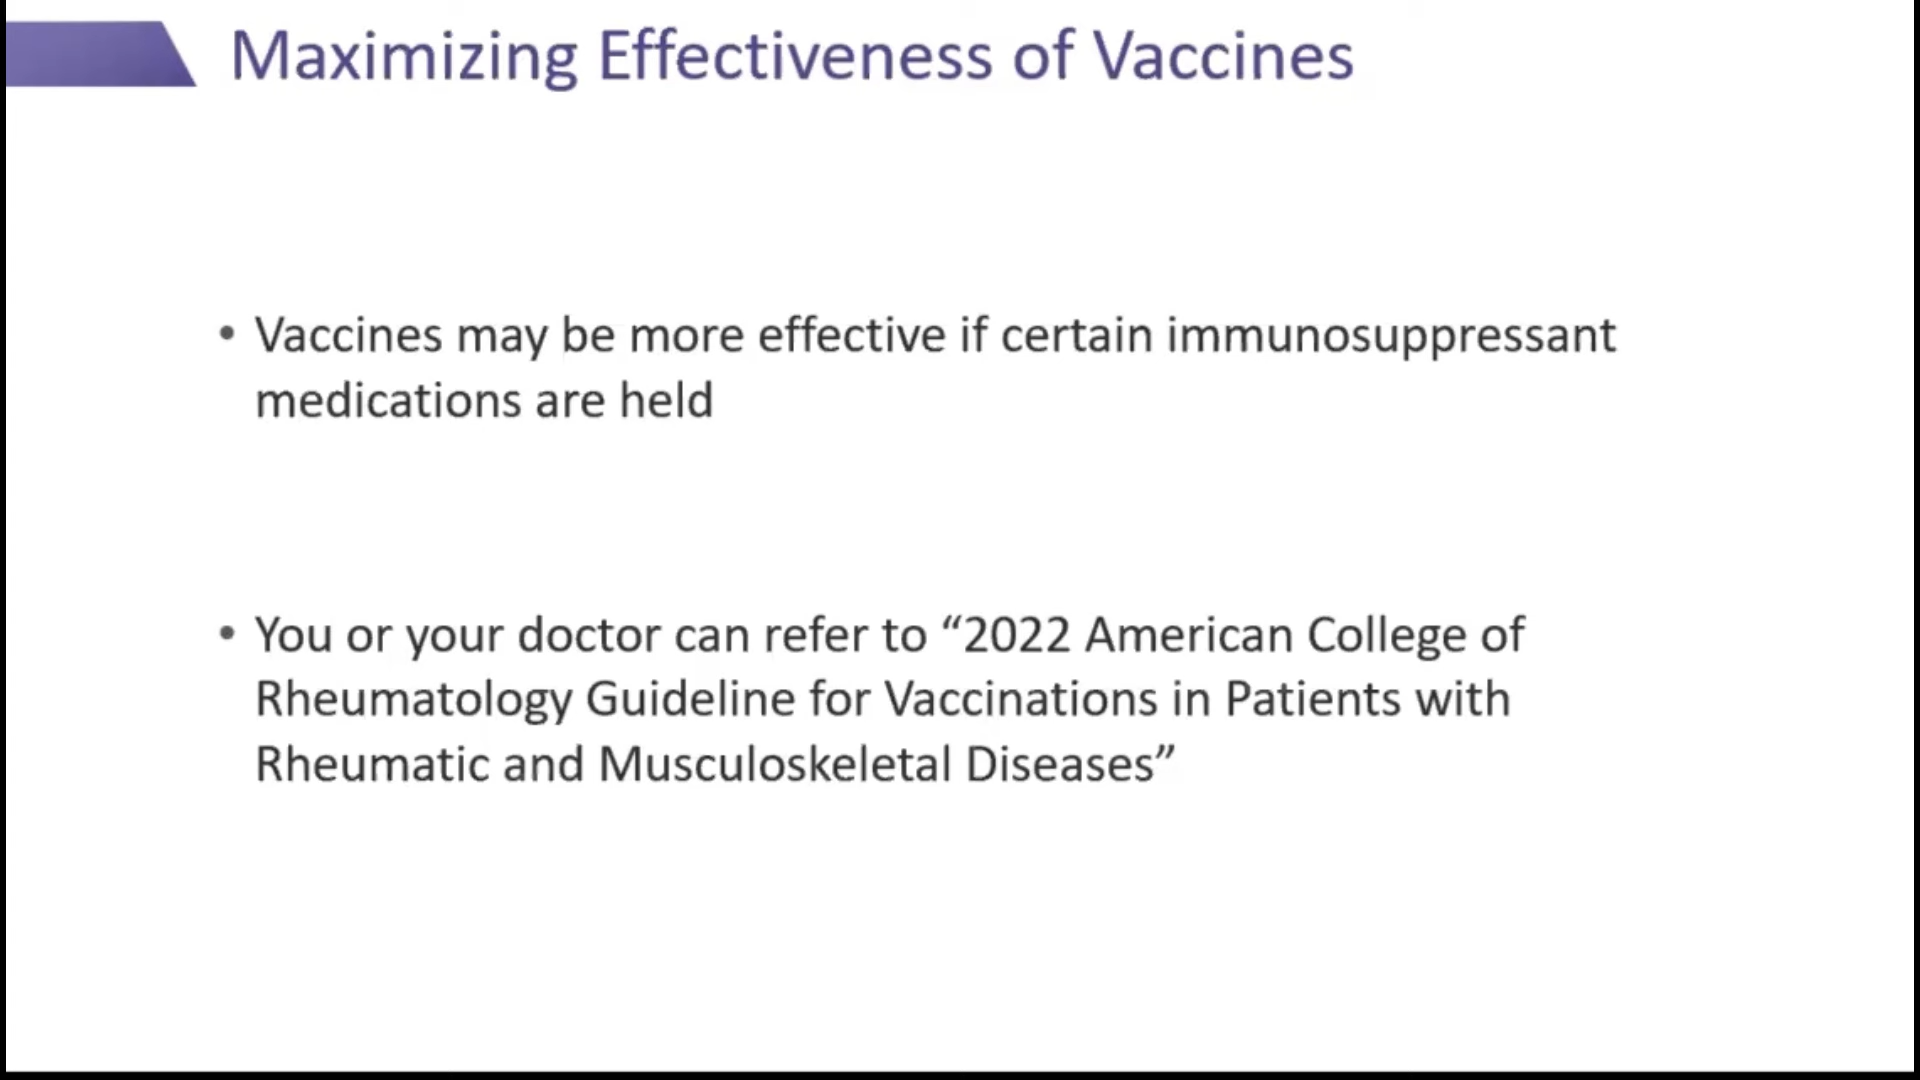 Maximizing Effectiveness of Vaccines
• Vaccines may be more effective if certain immunosuppressant
medications are held
• You or your doctor can refer to “2022 American College of
Rheumatology Guideline for Vaccinations in Patients with
Rheumatic and Musculoskeletal Diseases”